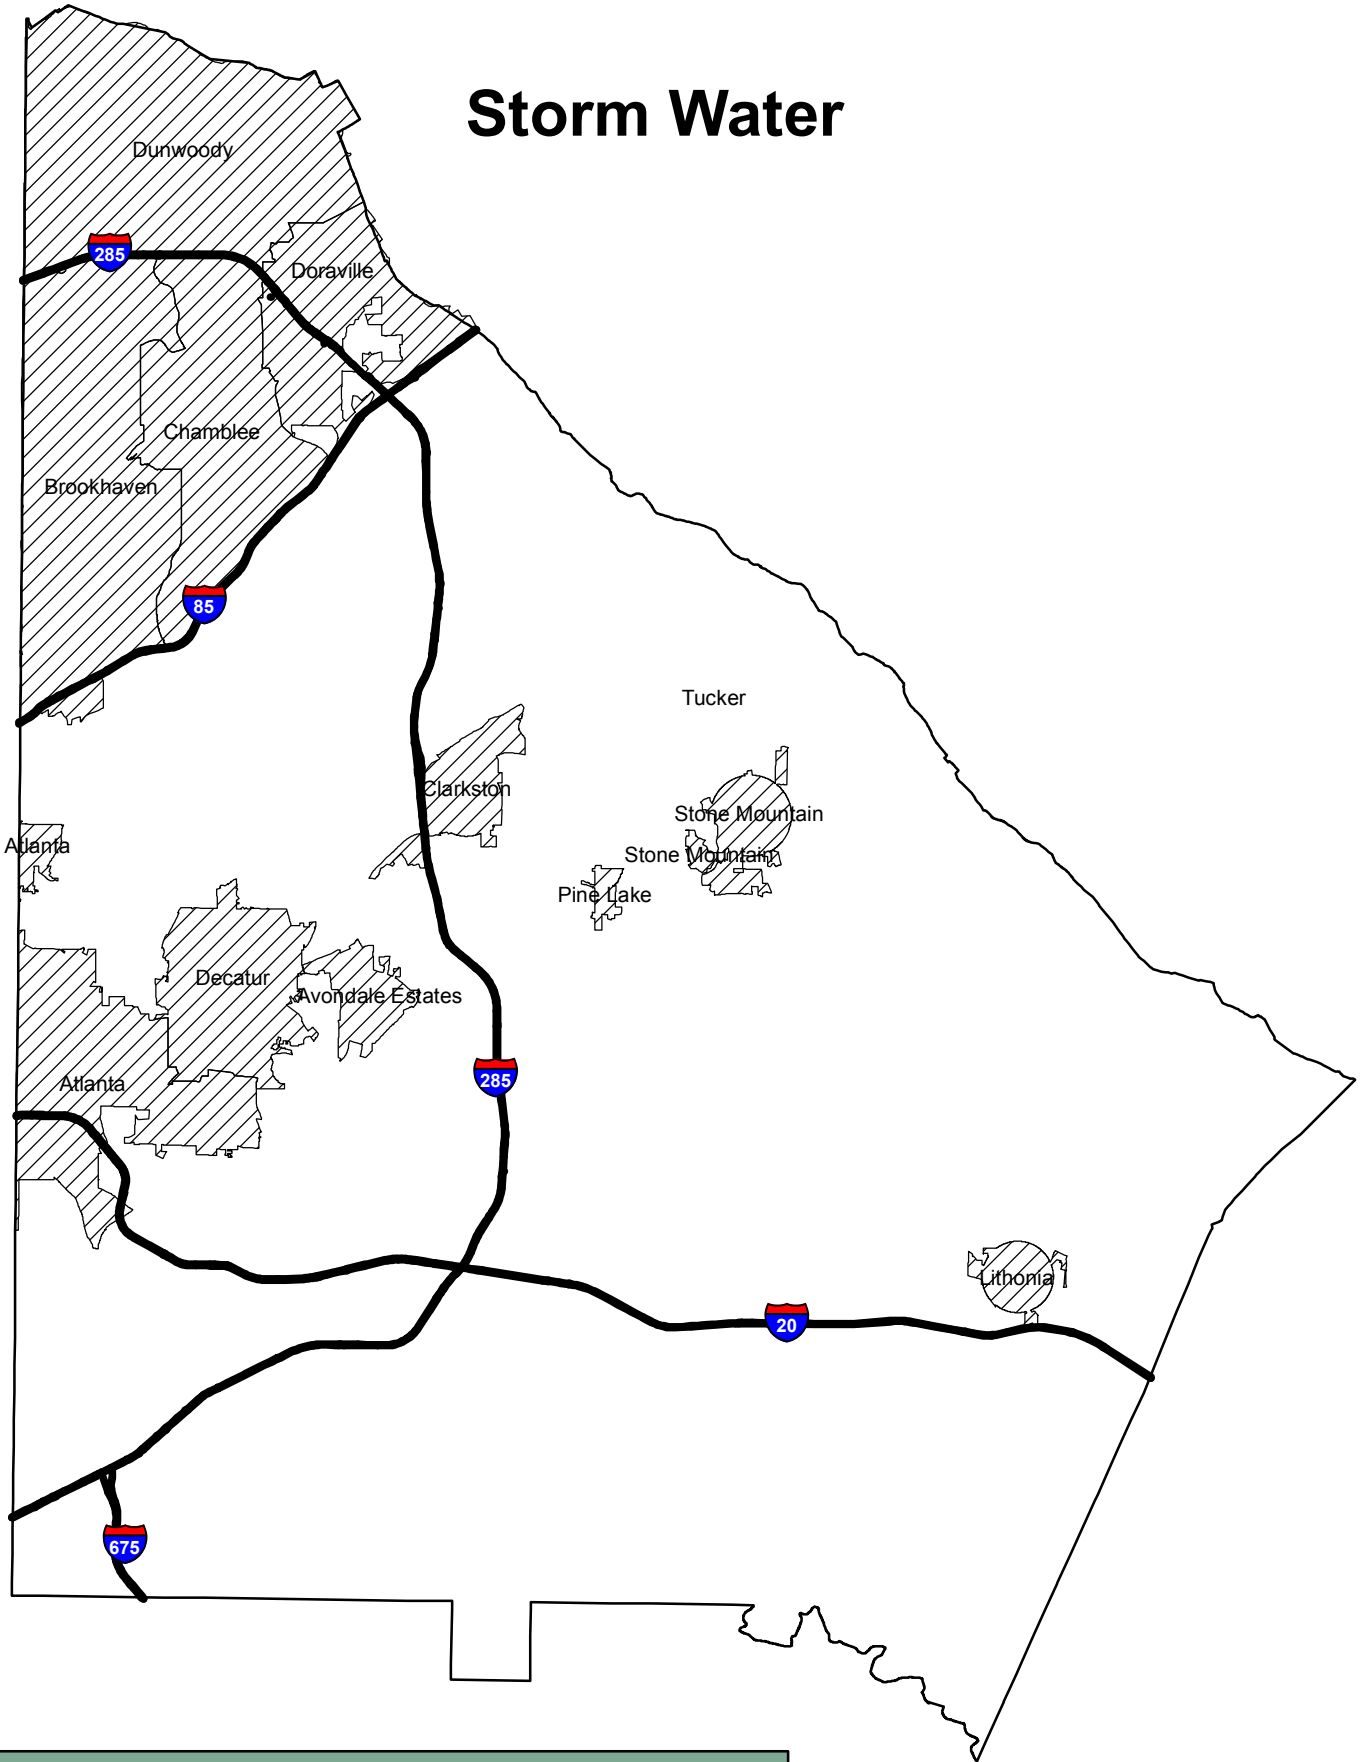 Storm Water
Dunwoody
285
Doraville
Chamblee
Brookhaven
85
Tucker
Clarkston
Stone Mountain
Atlanta
Stone Mountain
Pine Lake
Decatur
Avondale Estates
285
Atlanta
Lithonia
20
675